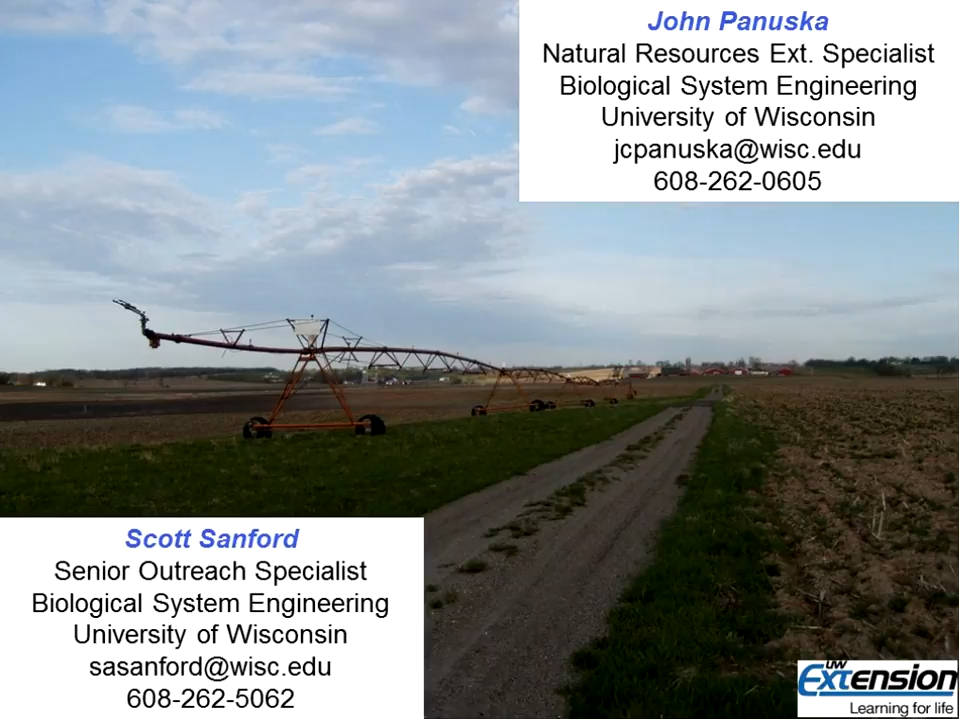 John Panuska
Natural Resources Ext. Specialist
Biological System Engineering
University of Wisconsin
jcpanuska@wisc.edu
608-262-0605
Scott Sanford
Senior Outreach Specialist
Biological System Engineering
University of Wisconsin
sasanford@wisc.edu
608-262-5062
UW
Extension
Learning for life